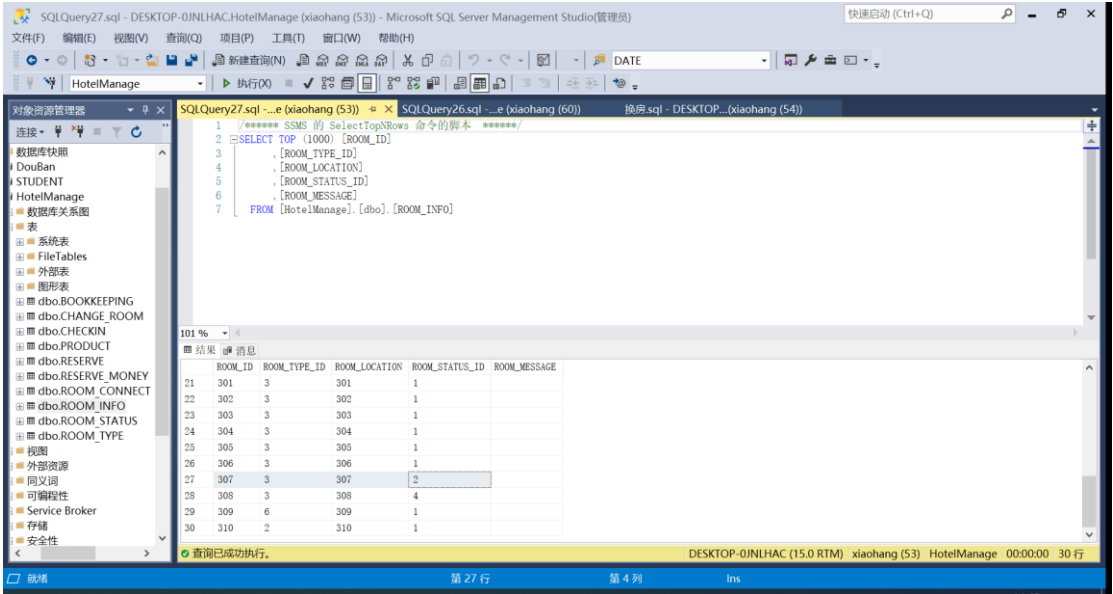 SQLQuery27.sql - DESKTOP-0JNLHAC.HotelManage (xiaohang (53)) - Microsoft SQL Server Management Studio(管理员)
快速启动 (Ctrl+Q)
文件(F) 编辑(E) 视图(V) 查询(Q) 项目(P) 工具(T) 窗口(W) 帮助(H)
新建查询(N) DATE
HotelManage 执行(X)
对象资源管理器
连接
数据库快照
DouBan
STUDENT
HotelManage
数据库关系图
表
系统表
FileTables
外部表
图形表
dbo.BOOKKEEPING
dbo.CHANGE_ROOM
dbo.CHECKIN
dbo.PRODUCT
dbo.RESERVE
dbo.RESERVE_MONEY
dbo.ROOM_CONNECT
dbo.ROOM_INFO
dbo.ROOM_STATUS
dbo.ROOM_TYPE
视图
外部资源
同义词
可编程性
Service Broker
存储
安全性
SQLQuery27.sql -...e (xiaohang (53)) SQLQuery26.sql -...e (xiaohang (60)) 换房.sql - DESKTOP...(xiaohang (54))
1 /****** SSMS 的 SelectTopNRows 命令的脚本 ******/
2 SELECT TOP (1000) [ROOM_ID]
3 ,[ROOM_TYPE_ID]
4 ,[ROOM_LOCATION]
5 ,[ROOM_STATUS_ID]
6 ,[ROOM_MESSAGE]
7 FROM [HotelManage].[dbo].[ROOM_INFO]
101 %
结果 消息
ROOM_ID ROOM_TYPE_ID ROOM_LOCATION ROOM_STATUS_ID ROOM_MESSAGE
21 301 3 301 1
22 302 3 302 1
23 303 3 303 1
24 304 3 304 1
25 305 3 305 1
26 306 3 306 1
27 307 3 307 2
28 308 3 308 4
29 309 6 309 1
30 310 2 310 1
查询已成功执行。 DESKTOP-0JNLHAC (15.0 RTM) xiaohang (53) HotelManage 00:00:00 30 行
就绪 第 27 行 第 4 列 Ins